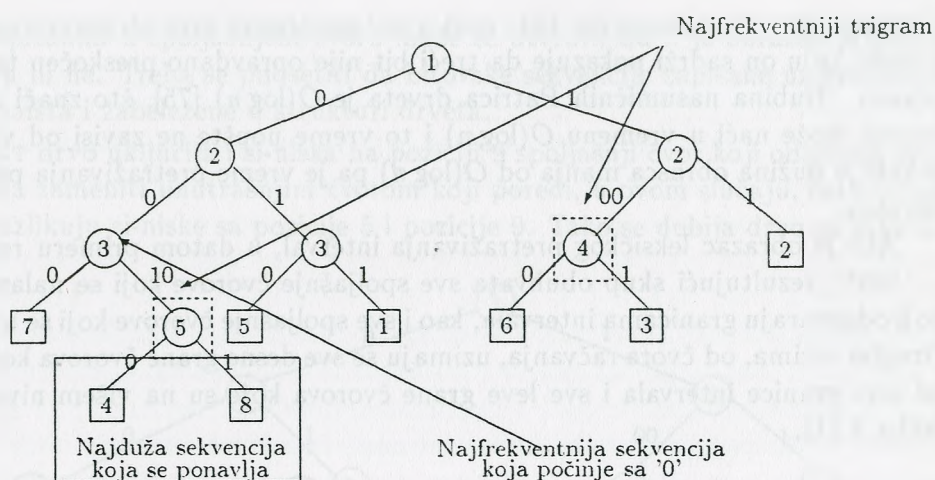 Najfrekventniji trigram
1
0 1
2 2
0 1 00 1
3 3 4 2
0 10 0 1 0 1
7 5 5 1 6 3
0 1
4 8
Najduža sekvencija
koja se ponavlja
Najfrekventnija sekvencija
koja počinje sa '0'